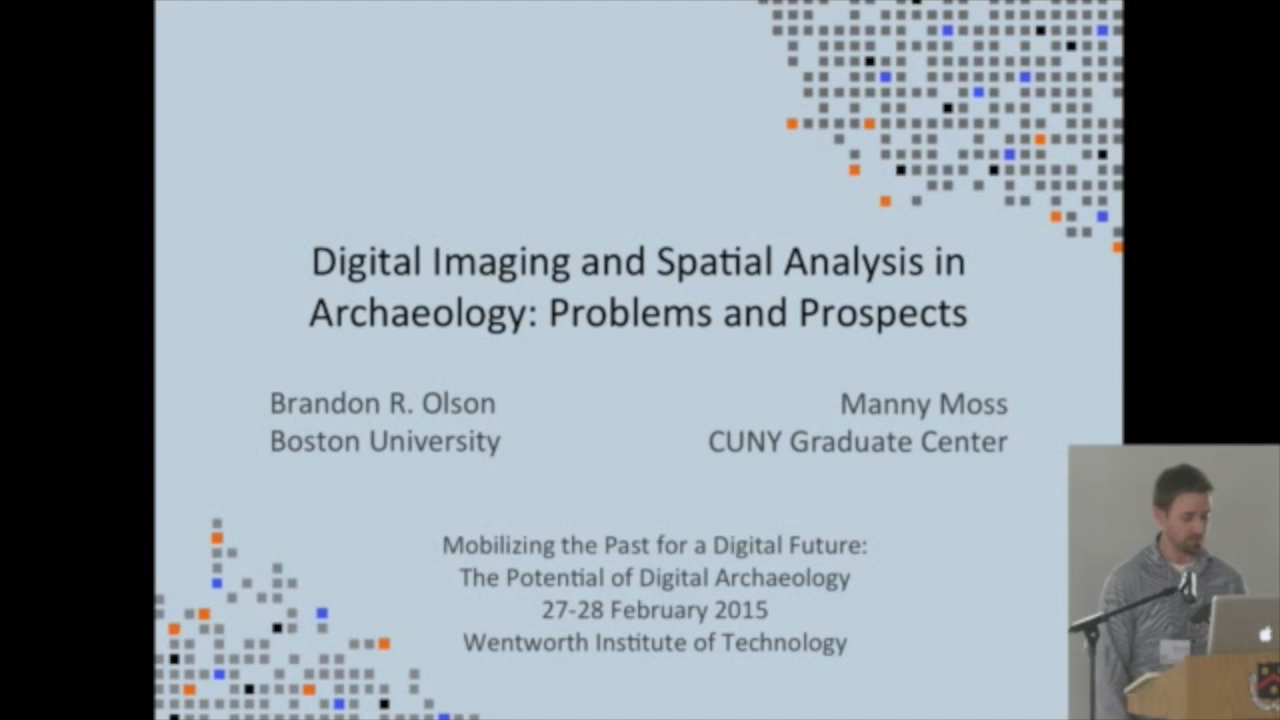 Digital Imaging and Spatial Analysis in
Archaeology: Problems and Prospects
Brandon R. Olson
Manny Moss
Boston University
CUNY Graduate Center
Mobilizing the Past for a Digital Future:
The Potential of Digital Archaeology
27-28 February 2015
Wentworth Institute of Technology